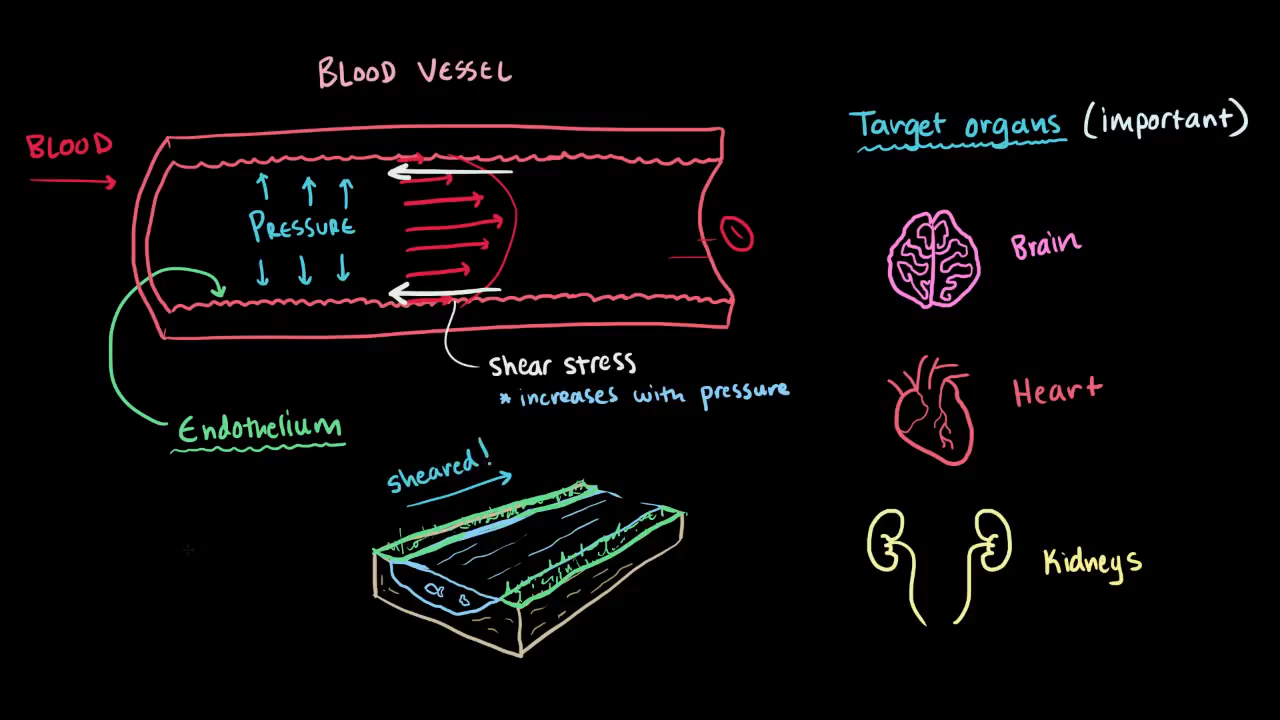 BLOOD VESSEL
BLOOD
PRESSURE
shear stress
* increases with pressure
Endothelium
sheared!
Target organs (important)
Brain
Heart
Kidneys